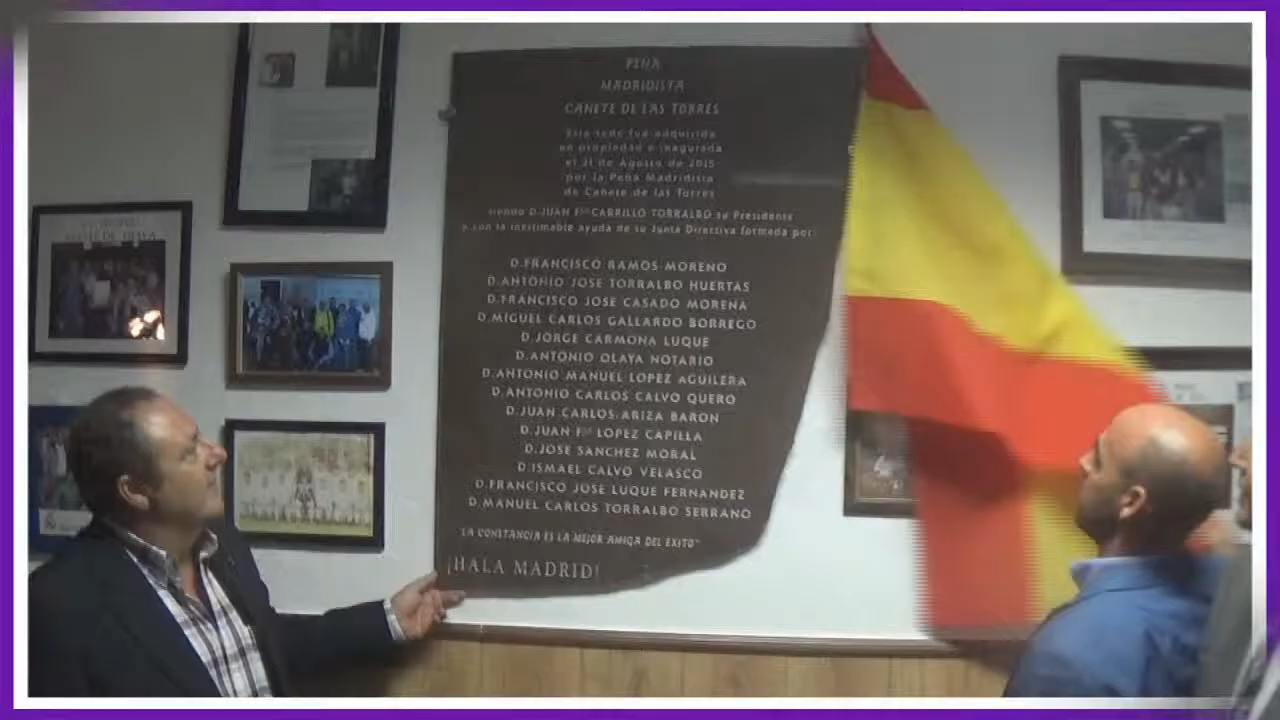 PEÑA
MADRIDISTA
CAÑETE DE LAS TORRES
Esta sede fue adquirida
en propiedad e inagurada
el 21 de Agosto de 2015
por la Peña Madridista
de Cañete de las Torres
siendo D.JUAN Fco CARRILLO TORRALBO su Presidente
y con la inestimable ayuda de su Junta Directiva formada por:
D.FRANCISCO RAMOS MORENO
D.ANTONIO JOSE TORRALBO HUERTAS
D.FRANCISCO JOSE CASADO MORENA
D.MIGUEL CARLOS GALLARDO BORREGO
D.JORGE CARMONA LUQUE
D.ANTONIO OLAYA NOTARIO
D.ANTONIO MANUEL LOPEZ AGUILERA
D.ANTONIO CARLOS CALVO QUERO
D.JUAN CARLOS ARIZA BARON
D.JUAN Fco LOPEZ CAPILLA
D.JOSE SANCHEZ MORAL
D.ISMAEL CALVO VELASCO
D.FRANCISCO JOSE LUQUE FERNANDEZ
D.MANUEL CARLOS TORRALBO SERRANO
"LA CONSTANCIA ES LA MEJOR AMIGA DEL EXITO"
¡HALA MADRID!